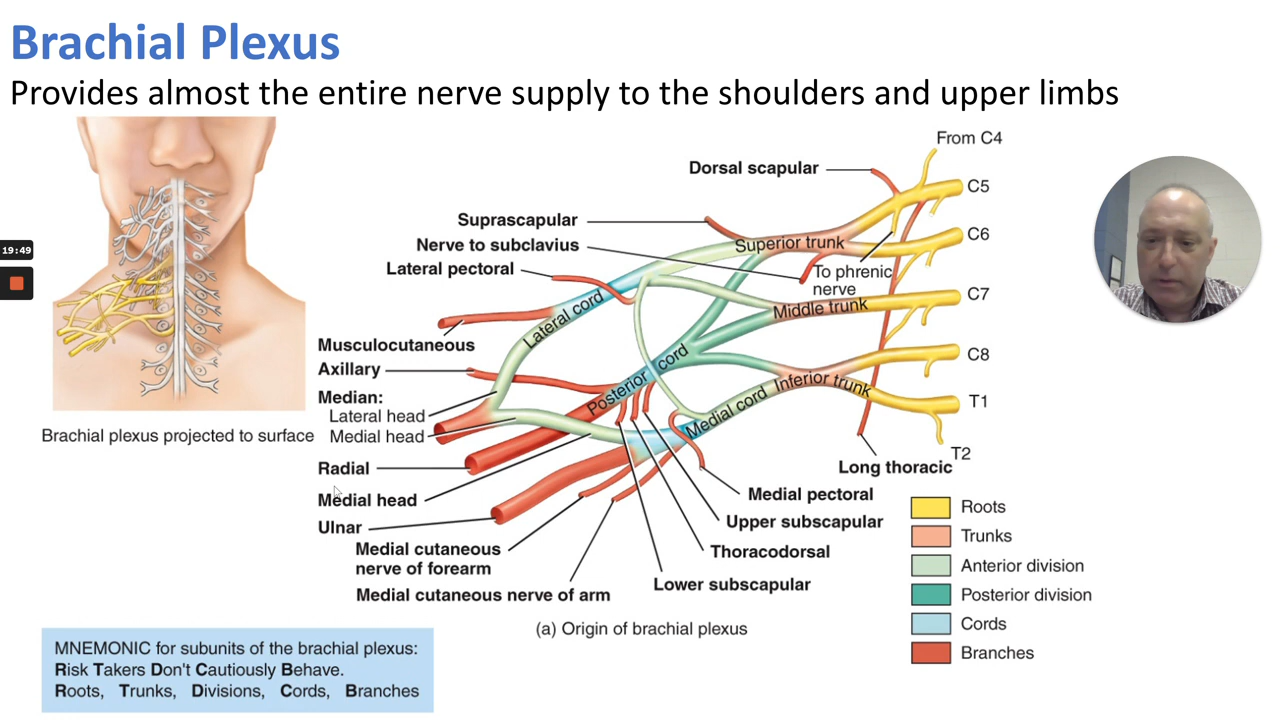 Brachial Plexus
Provides almost the entire nerve supply to the shoulders and upper limbs
19:49
Brachial plexus projected to surface
From C4
Dorsal scapular
C5
Suprascapular
C6
Superior trunk
Nerve to subclavius
Lateral pectoral
To phrenic
nerve
C7
Lateral cord
Middle trunk
Musculocutaneous
C8
Axillary
Posterior cord
Inferior trunk
Median:
Lateral head
Medial head
Medial cord
T1
T2
Radial
Long thoracic
Medial head
Medial pectoral
Ulnar
Upper subscapular
Medial cutaneous
nerve of forearm
Thoracodorsal
Lower subscapular
Medial cutaneous nerve of arm
(a) Origin of brachial plexus
Roots
Trunks
Anterior division
Posterior division
Cords
Branches
MNEMONIC for subunits of the brachial plexus:
Risk Takers Don't Cautiously Behave.
Roots, Trunks, Divisions, Cords, Branches